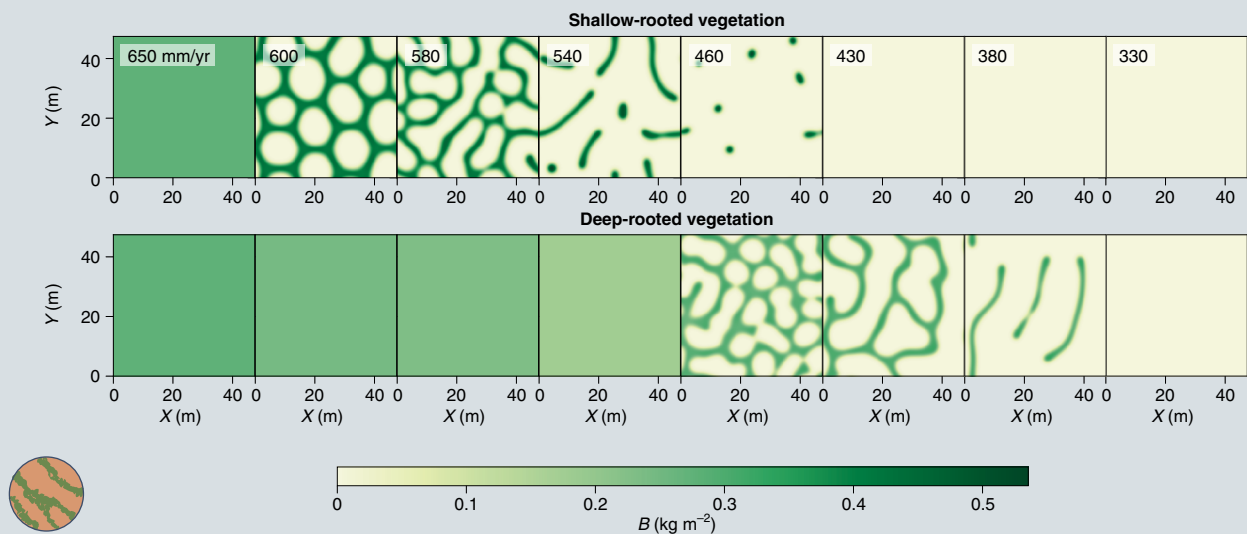 Shallow-rooted vegetation
650 mm/yr 600 580 540 460 430 380 330
40
20
0
Y (m)
0 20 40 0 20 40 0 20 40 0 20 40 0 20 40 0 20 40 0 20 40 0 20 40
Deep-rooted vegetation
40
20
0
Y (m)
0 20 40 0 20 40 0 20 40 0 20 40 0 20 40 0 20 40 0 20 40 0 20 40
X (m) X (m) X (m) X (m) X (m) X (m) X (m) X (m)
0 0.1 0.2 0.3 0.4 0.5
B (kg m⁻²)